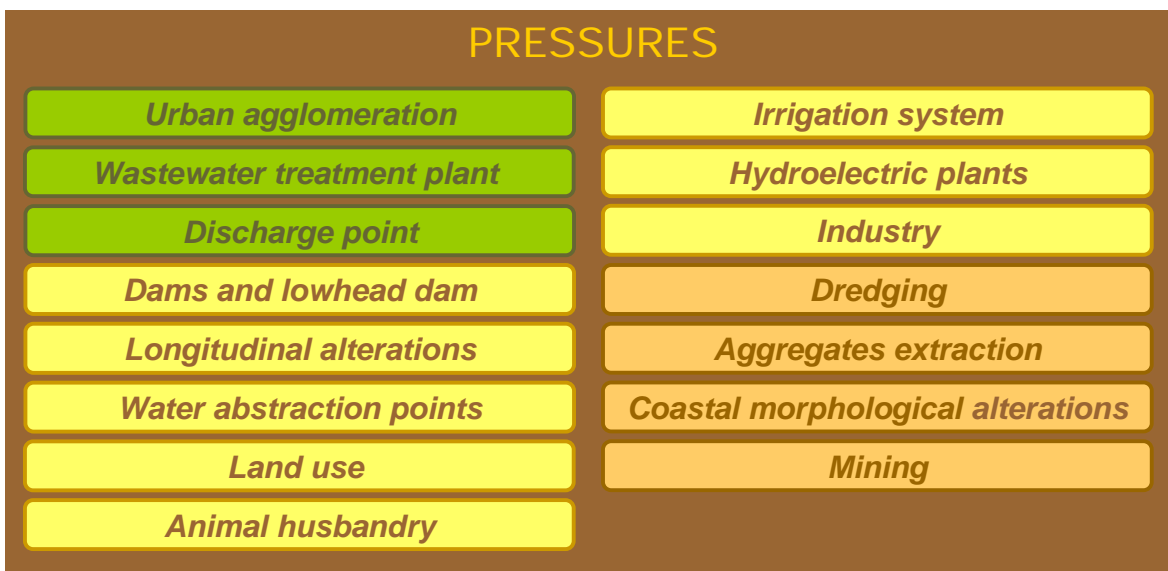 PRESSURES
Urban agglomeration
Wastewater treatment plant
Discharge point
Dams and lowhead dam
Longitudinal alterations
Water abstraction points
Land use
Animal husbandry
Irrigation system
Hydroelectric plants
Industry
Dredging
Aggregates extraction
Coastal morphological alterations
Mining